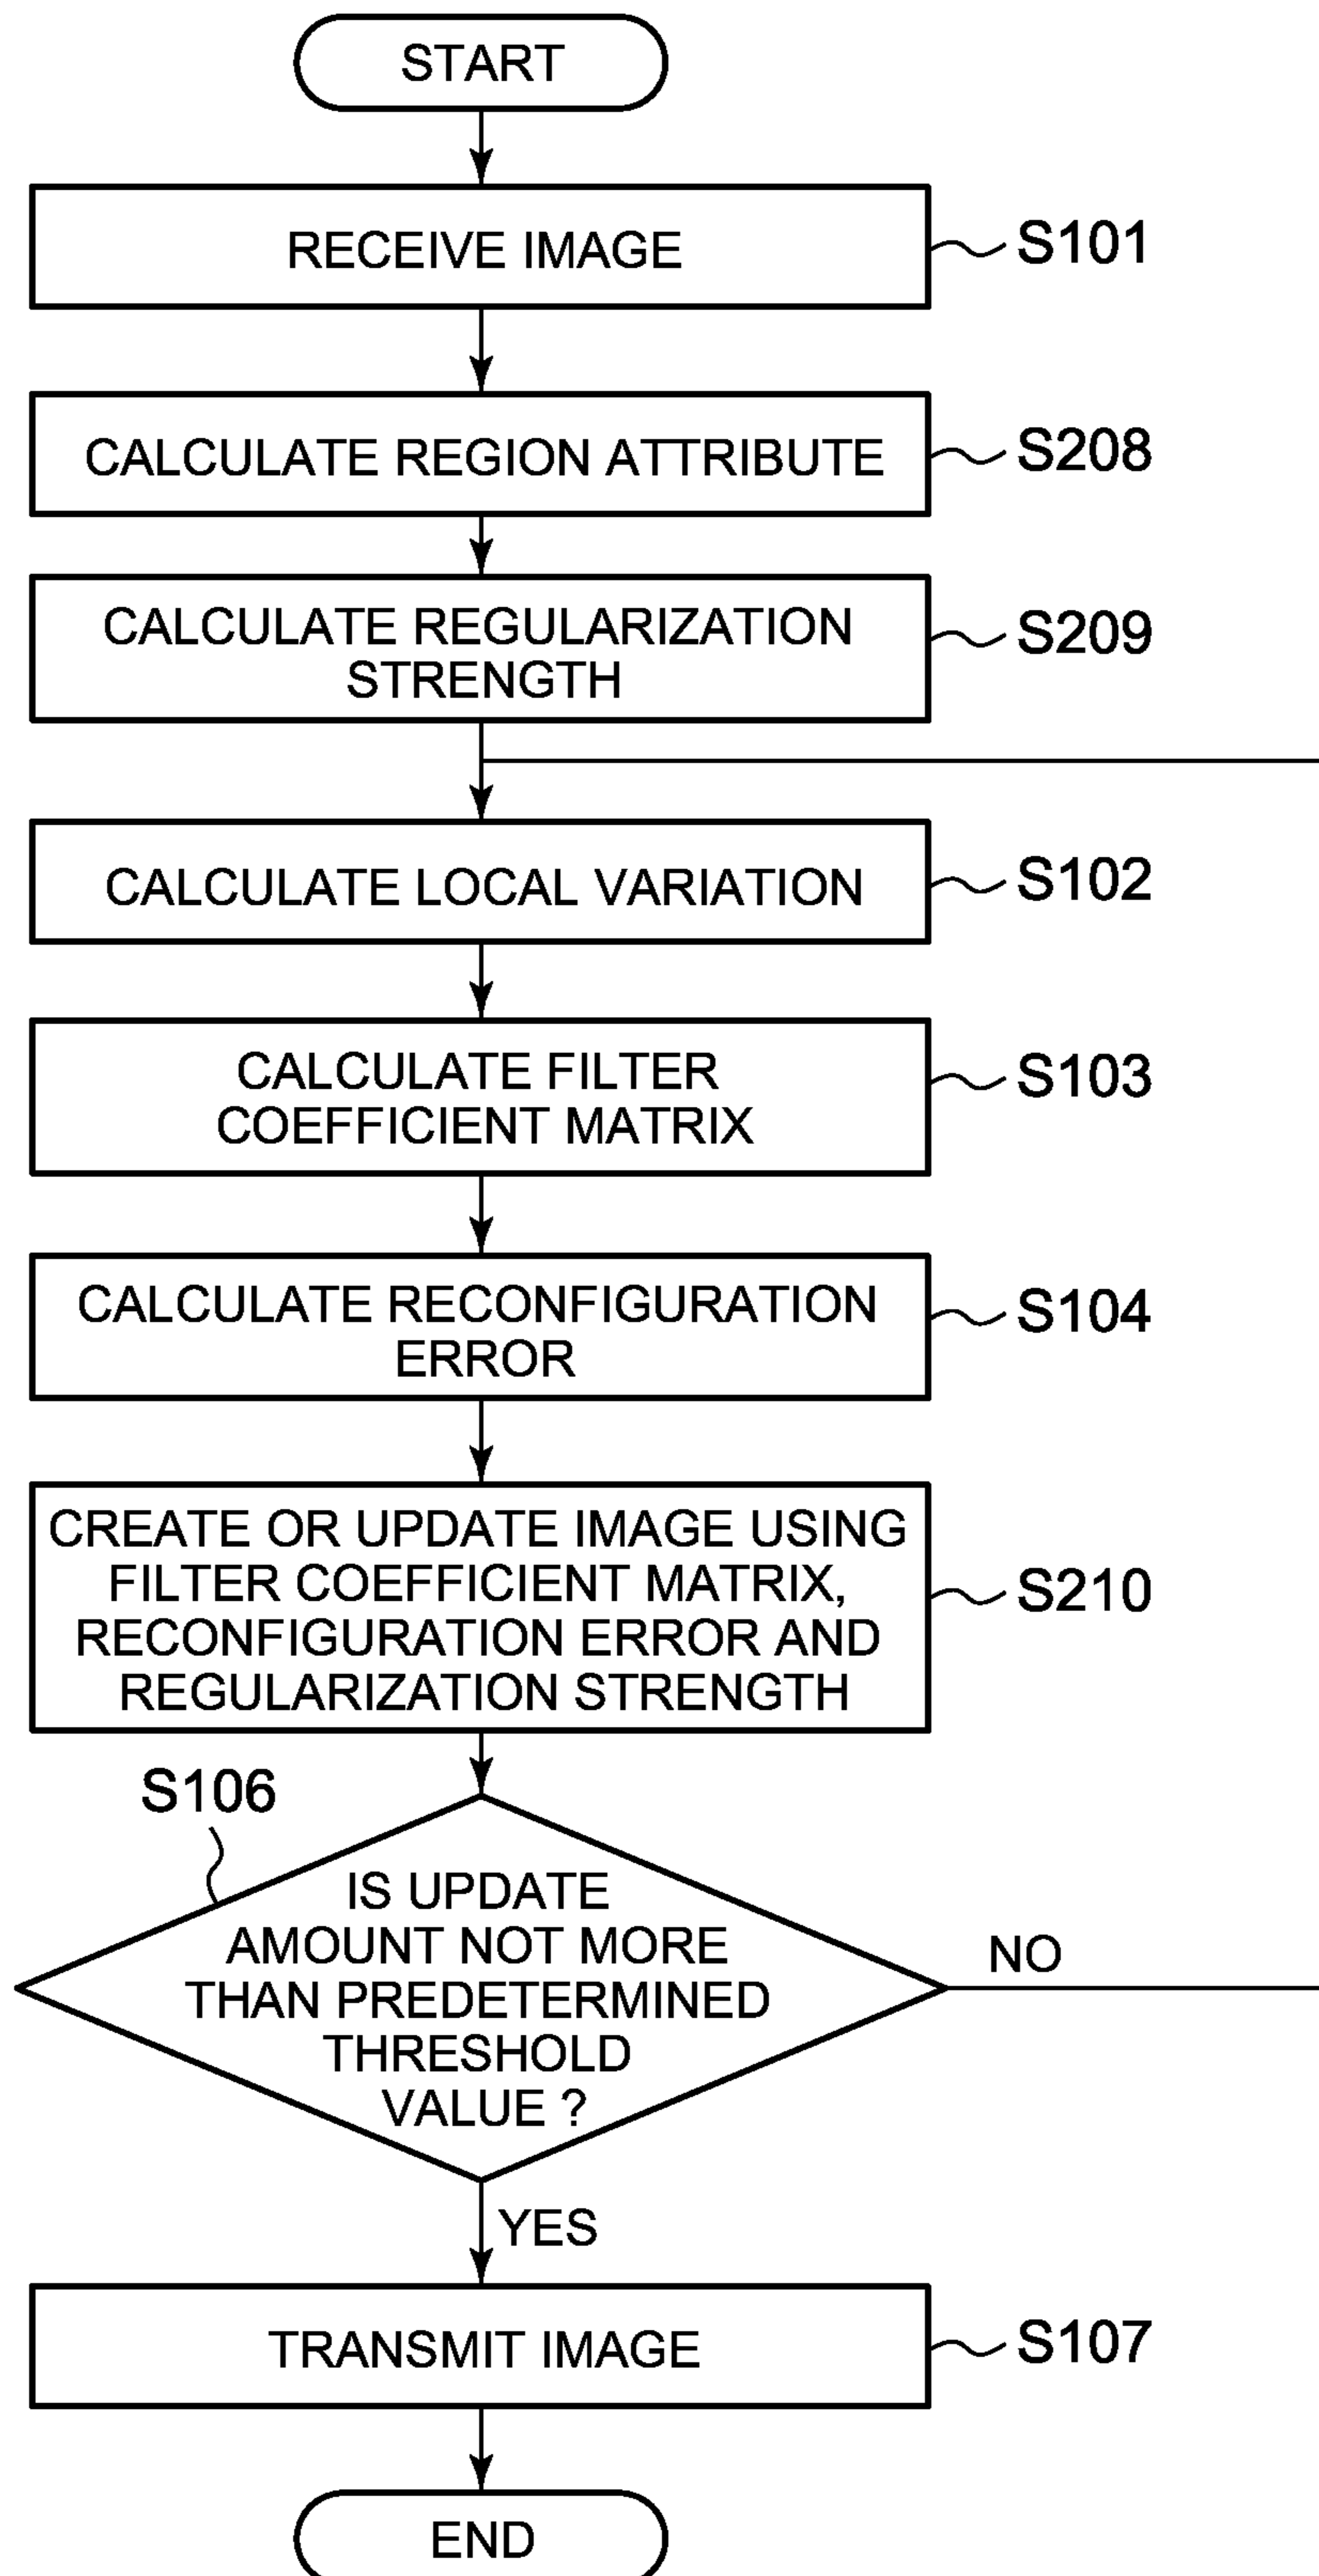 START
RECEIVE IMAGE
S101
CALCULATE REGION ATTRIBUTE
S208
CALCULATE REGULARIZATION
STRENGTH
S209
CALCULATE LOCAL VARIATION
S102
CALCULATE FILTER
COEFFICIENT MATRIX
S103
CALCULATE RECONFIGURATION
ERROR
S104
CREATE OR UPDATE IMAGE USING
FILTER COEFFICIENT MATRIX,
RECONFIGURATION ERROR AND
REGULARIZATION STRENGTH
S210
S106
IS UPDATE
AMOUNT NOT MORE
THAN PREDETERMINED
THRESHOLD
VALUE ?
NO
YES
TRANSMIT IMAGE
S107
END